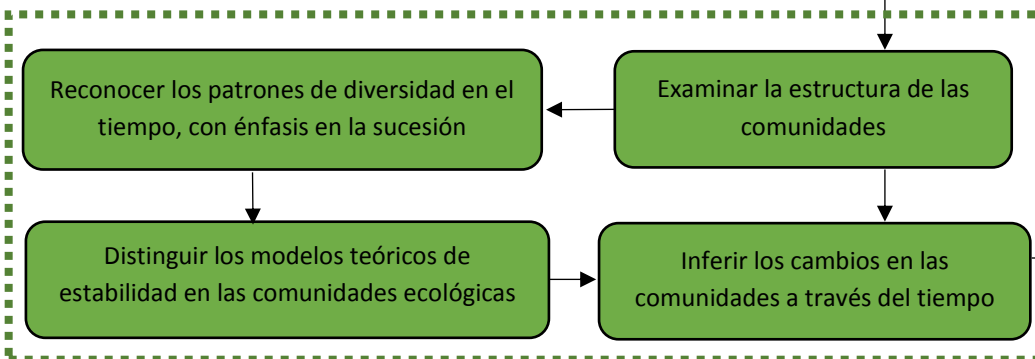 Reconocer los patrones de diversidad en el
tiempo, con énfasis en la sucesión
Examinar la estructura de las
comunidades
Distinguir los modelos teóricos de
estabilidad en las comunidades ecológicas
Inferir los cambios en las
comunidades a través del tiempo